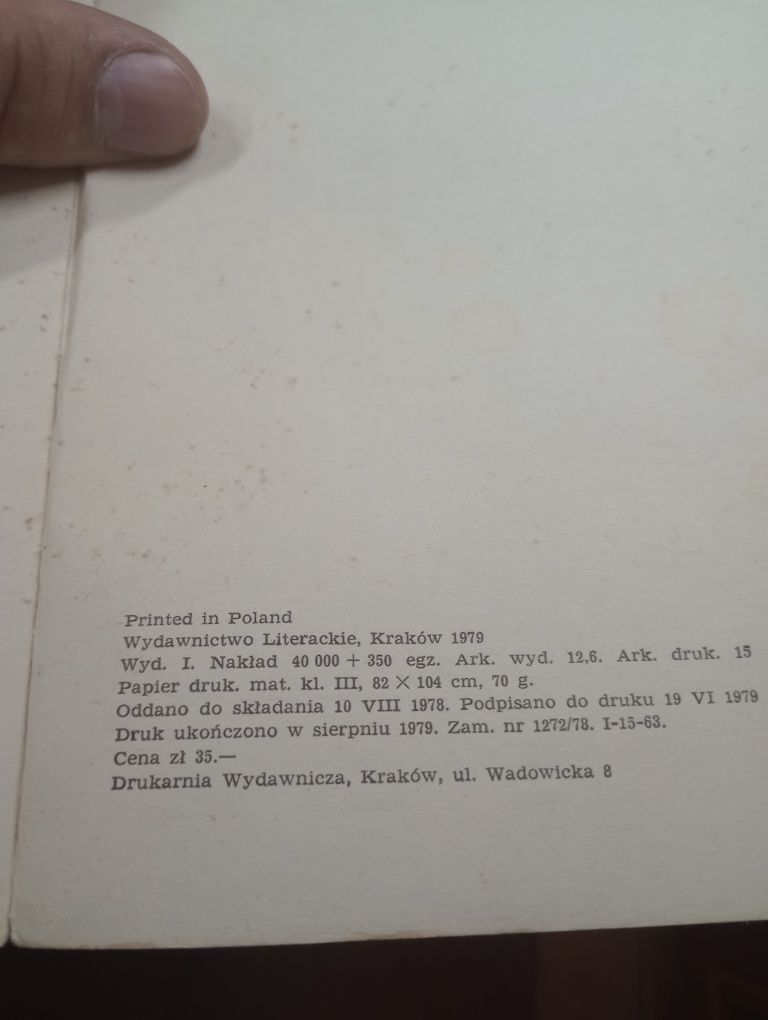 Printed in Poland
Wydawnictwo Literackie, Kraków 1979
Wyd. I. Nakład 40 000 + 350 egz. Ark. wyd. 12,6. Ark. druk. 15
Papier druk. mat. kl. III, 82 × 104 cm, 70 g.
Oddano do składania 10 VIII 1978. Podpisano do druku 19 VI 1979
Druk ukończono w sierpniu 1979. Zam. nr 1272/78. I-15-63.
Cena zł 35.—
Drukarnia Wydawnicza, Kraków, ul. Wadowicka 8